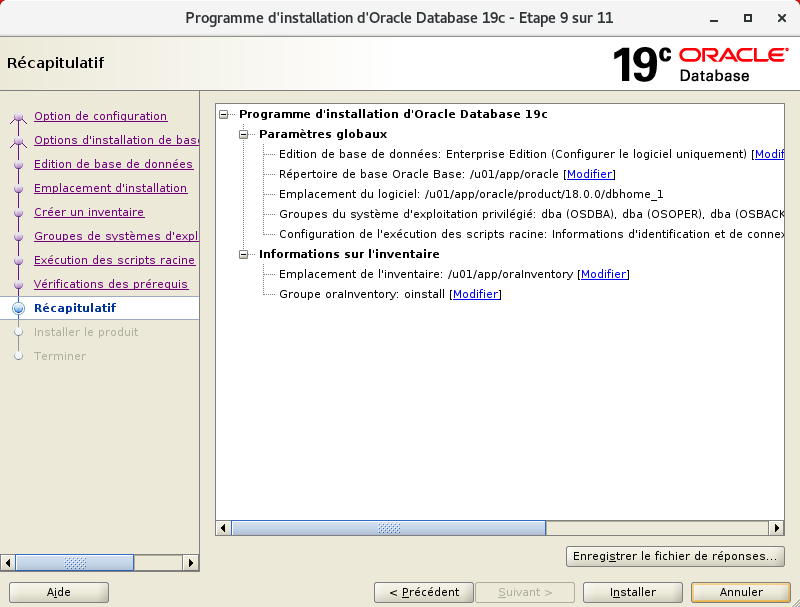 Programme d'installation d'Oracle Database 19c - Etape 9 sur 11
Récapitulatif
19c ORACLE
Database
Option de configuration
Options d'installation de base
Edition de base de données
Emplacement d'installation
Créer un inventaire
Groupes de systèmes d'expl
Exécution des scripts racine
Vérifications des prérequis
Récapitulatif
Installer le produit
Terminer
Programme d'installation d'Oracle Database 19c
Paramètres globaux
Edition de base de données: Enterprise Edition (Configurer le logiciel uniquement) [Modif
Répertoire de base Oracle Base: /u01/app/oracle [Modifier]
Emplacement du logiciel: /u01/app/oracle/product/18.0.0/dbhome_1
Groupes du système d'exploitation privilégié: dba (OSDBA), dba (OSOPER), dba (OSBACK
Configuration de l'exécution des scripts racine: Informations d'identification et de connex
Informations sur l'inventaire
Emplacement de l'inventaire: /u01/app/oraInventory [Modifier]
Groupe oraInventory: oinstall [Modifier]
Enregistrer le fichier de réponses...
Aide
< Précédent
Suivant >
Installer
Annuler